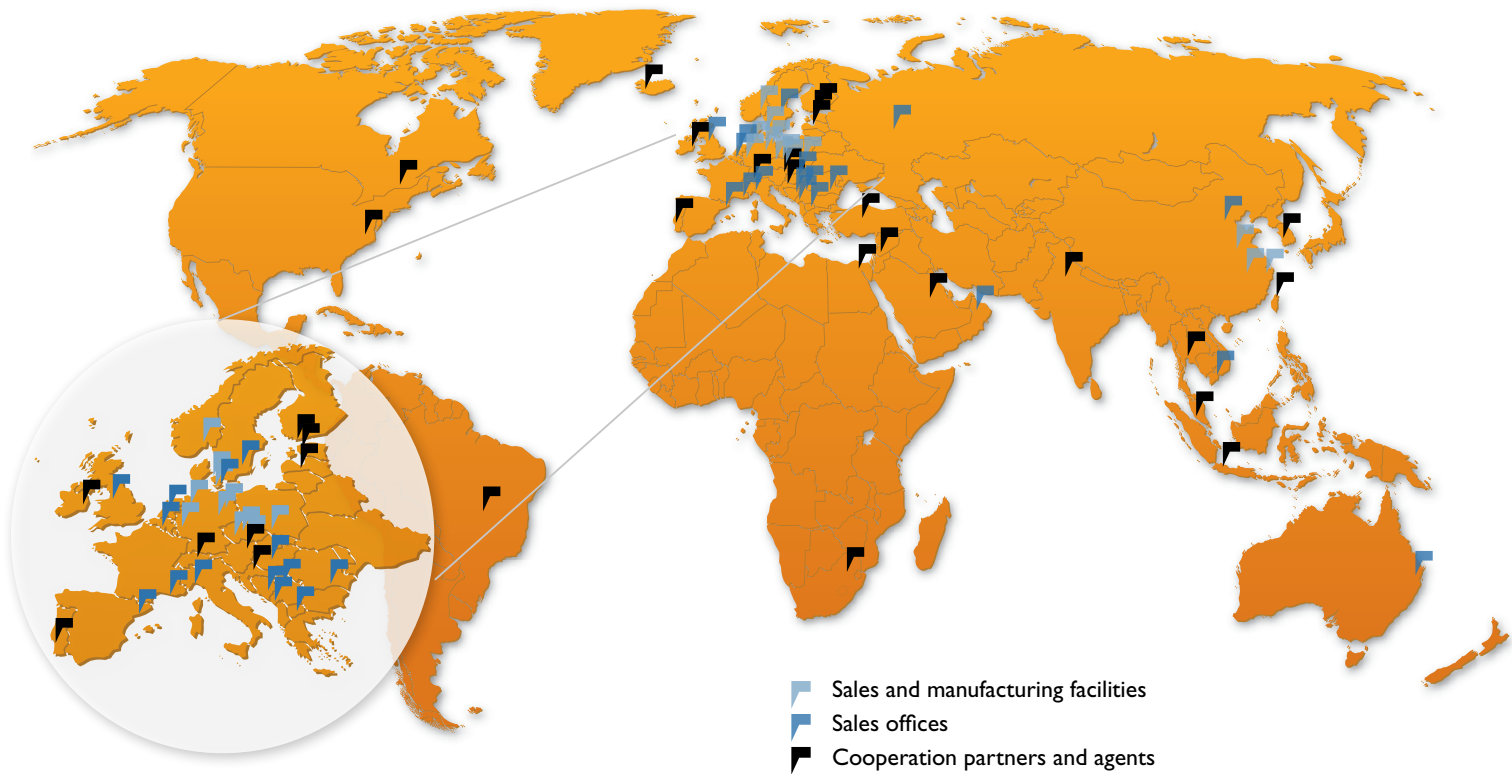 Sales and manufacturing facilities
Sales offices
Cooperation partners and agents